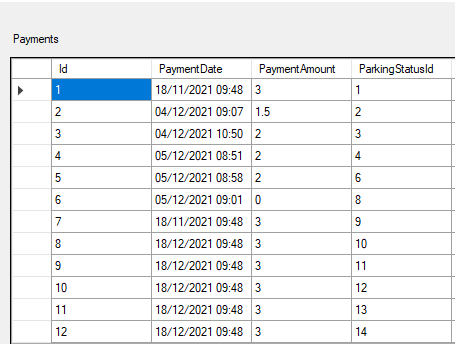 Payments
Id PaymentDate PaymentAmount ParkingStatusId
1 18/11/2021 09:48 3 1
2 04/12/2021 09:07 1.5 2
3 04/12/2021 10:50 2 3
4 05/12/2021 08:51 2 4
5 05/12/2021 08:58 2 6
6 05/12/2021 09:01 0 8
7 18/11/2021 09:48 3 9
8 18/12/2021 09:48 3 10
9 18/12/2021 09:48 3 11
10 18/12/2021 09:48 3 12
11 18/12/2021 09:48 3 13
12 18/12/2021 09:48 3 14